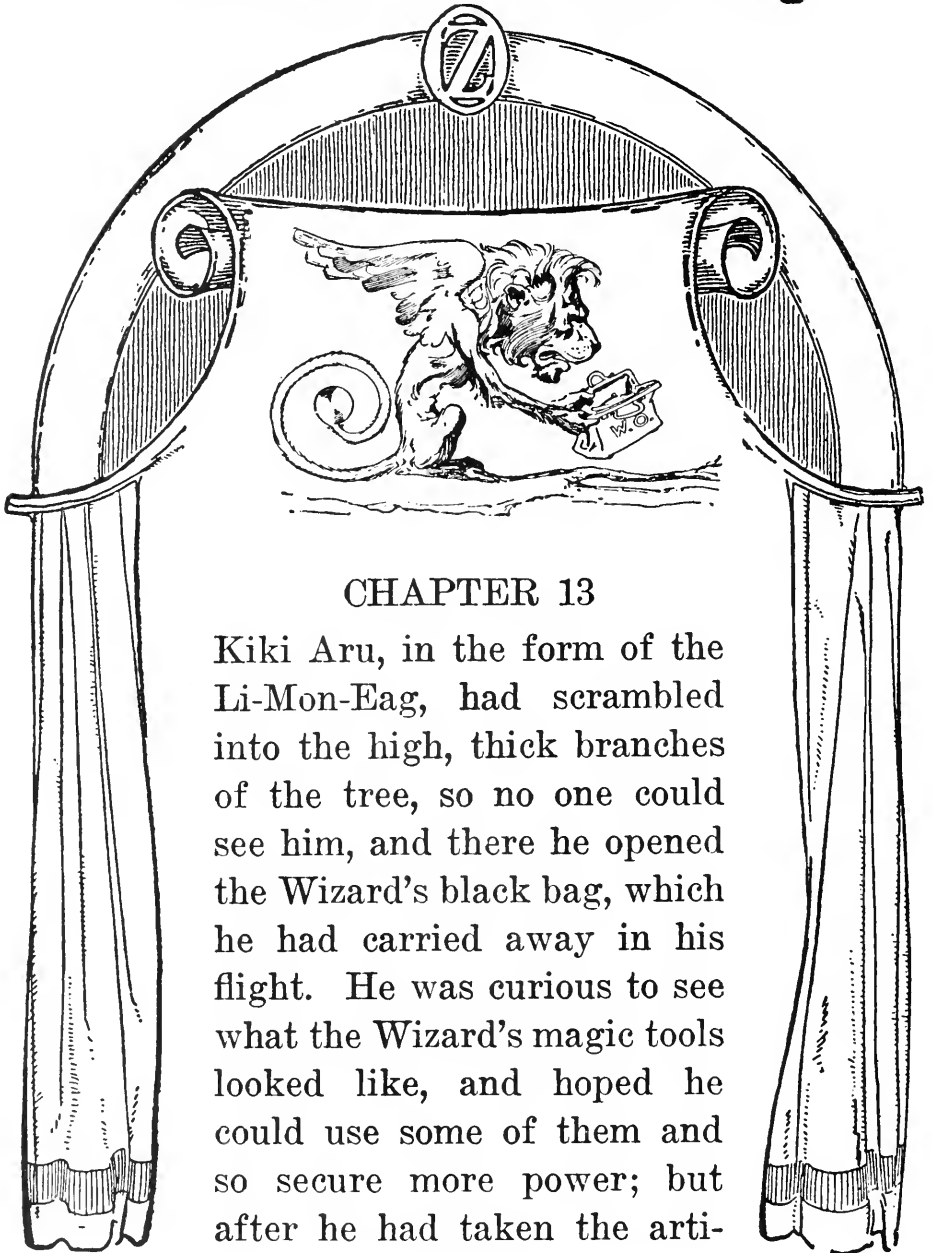 OZ
W.O.
CHAPTER 13
Kiki Aru, in the form of the
Li-Mon-Eag, had scrambled
into the high, thick branches
of the tree, so no one could
see him, and there he opened
the Wizard's black bag, which
he had carried away in his
flight. He was curious to see
what the Wizard's magic tools
looked like, and hoped he
could use some of them and
so secure more power; but
after he had taken the arti-